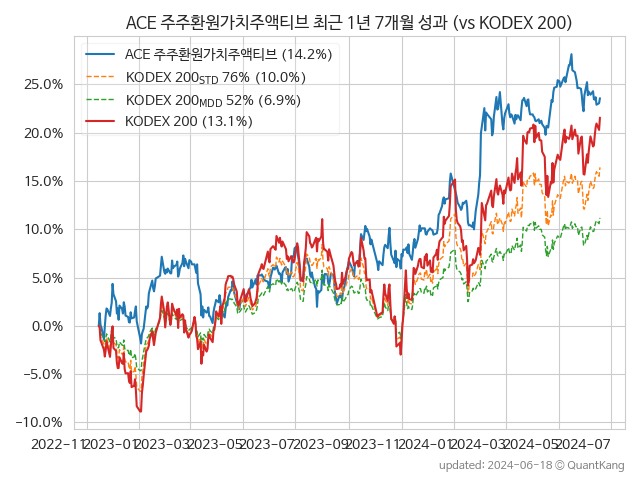 ACE 주주환원가치주액티브 최근 1년 7개월 성과 (vs KODEX 200)
ACE 주주환원가치주액티브 (14.2%)
KODEX 200STD 76% (10.0%)
KODEX 200MDD 52% (6.9%)
KODEX 200 (13.1%)
25.0%
20.0%
15.0%
10.0%
5.0%
0.0%
-5.0%
-10.0%
2022-11 2023-01 2023-03 2023-05 2023-07 2023-09 2023-11 2024-01 2024-03 2024-05 2024-07
updated: 2024-06-18 © QuantKang